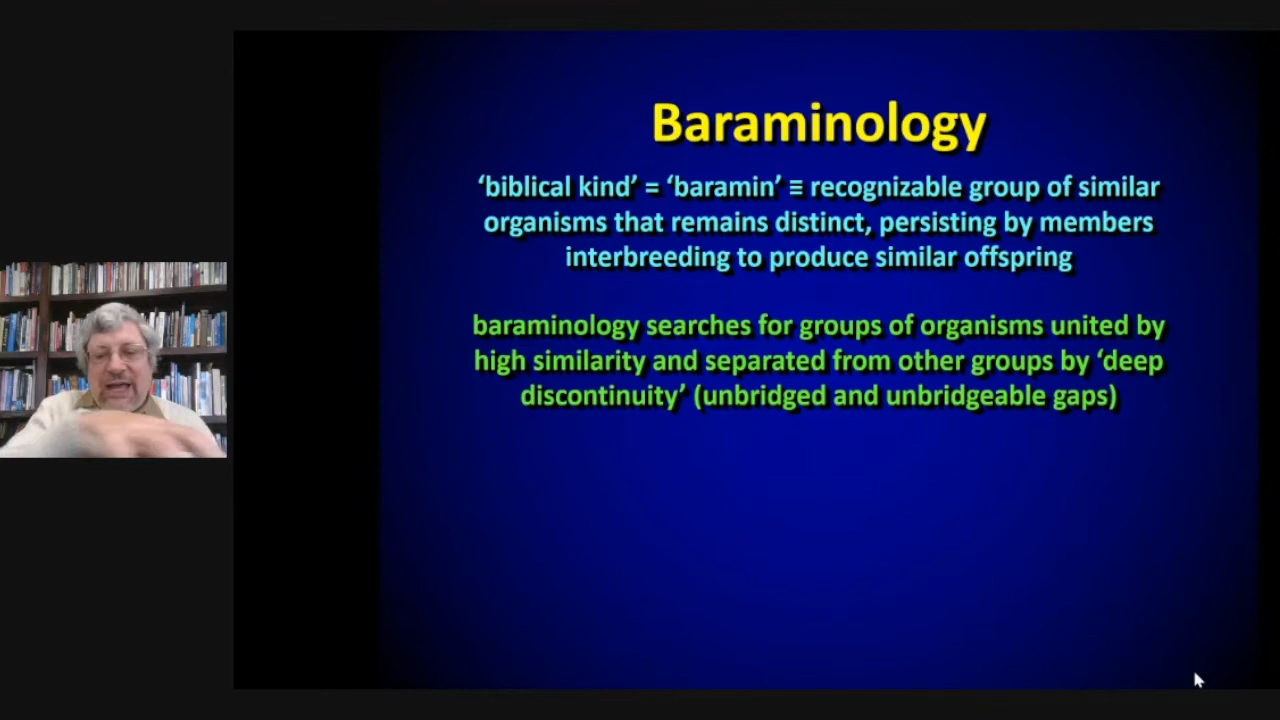 Baraminology
‘biblical kind’ = ‘baramin’ ≡ recognizable group of similar
organisms that remains distinct, persisting by members
interbreeding to produce similar offspring
baraminology searches for groups of organisms united by
high similarity and separated from other groups by ‘deep
discontinuity’ (unbridged and unbridgeable gaps)